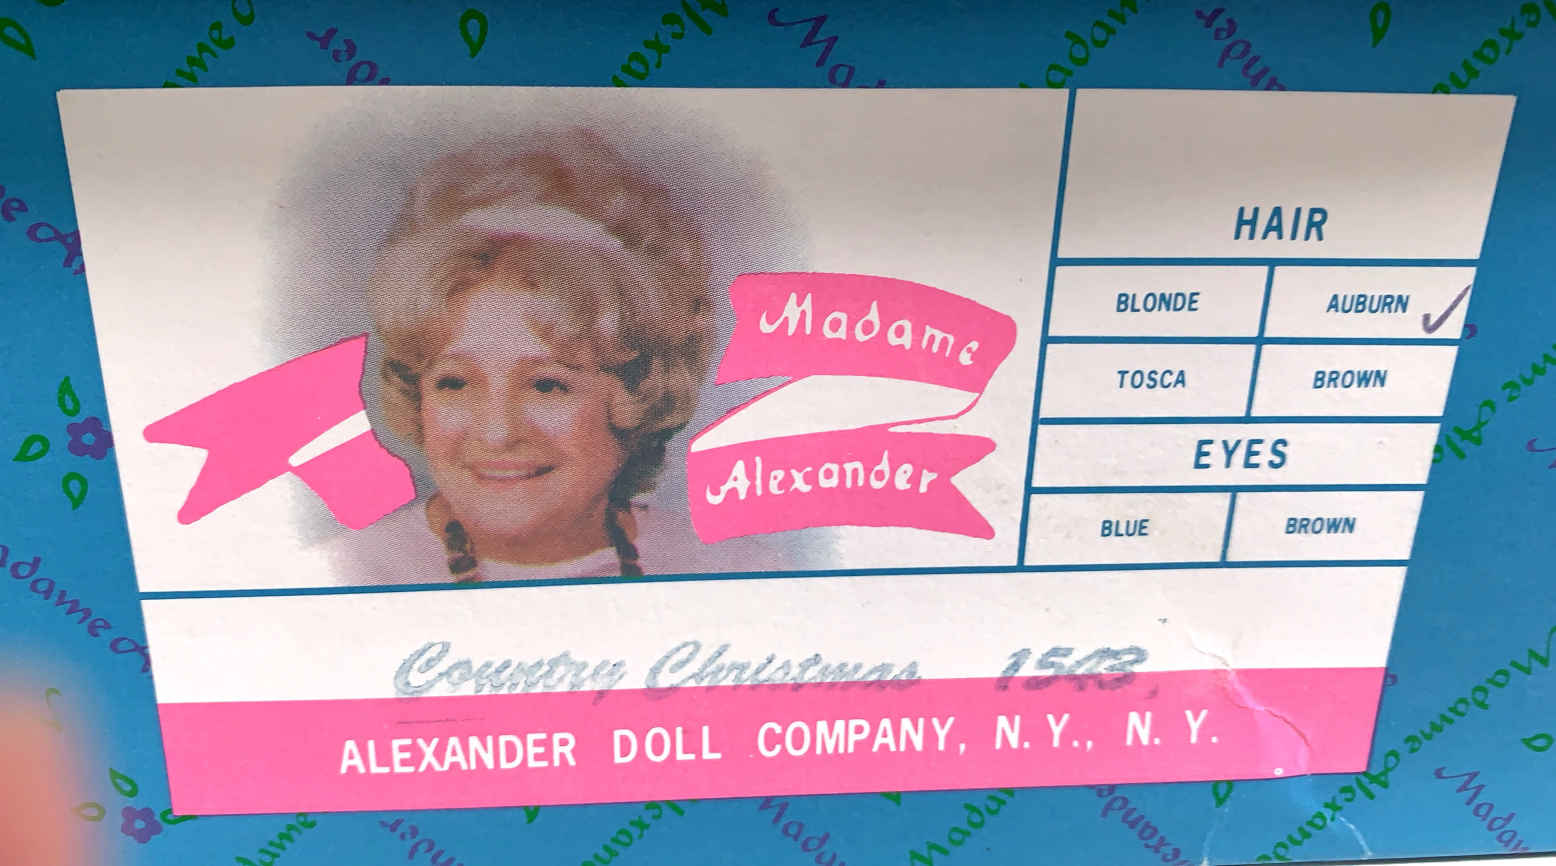 Madame
Alexander
HAIR
BLONDE AUBURN ✓
TOSCA BROWN
EYES
BLUE BROWN
Country Christmas 1543
ALEXANDER DOLL COMPANY, N. Y., N. Y.